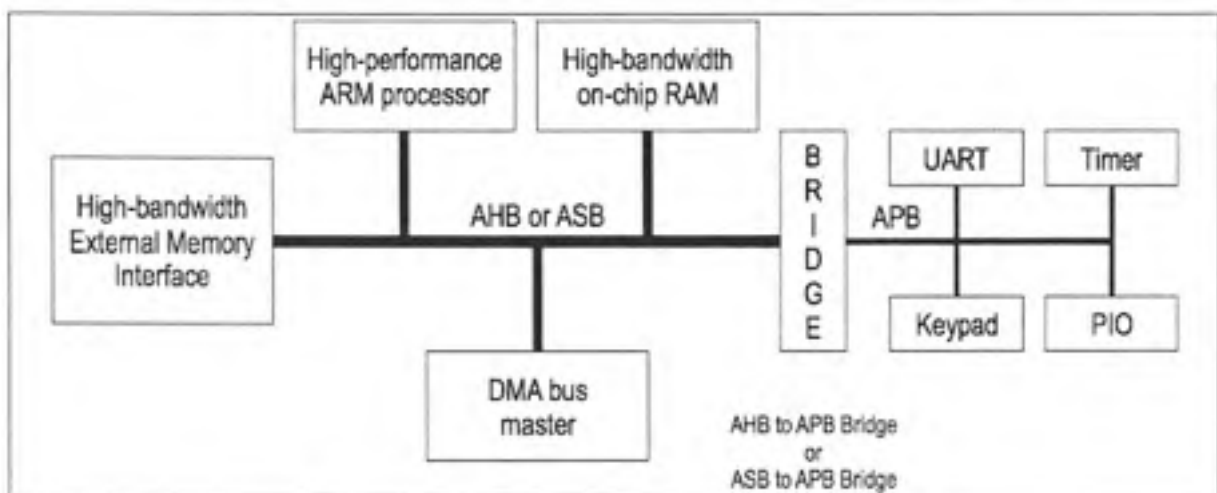 High-performance
ARM processor
High-bandwidth
on-chip RAM
High-bandwidth
External Memory
Interface
AHB or ASB
B
R
I
D
G
E
APB
UART
Timer
Keypad
PIO
DMA bus
master
AHB to APB Bridge
or
ASB to APB Bridge